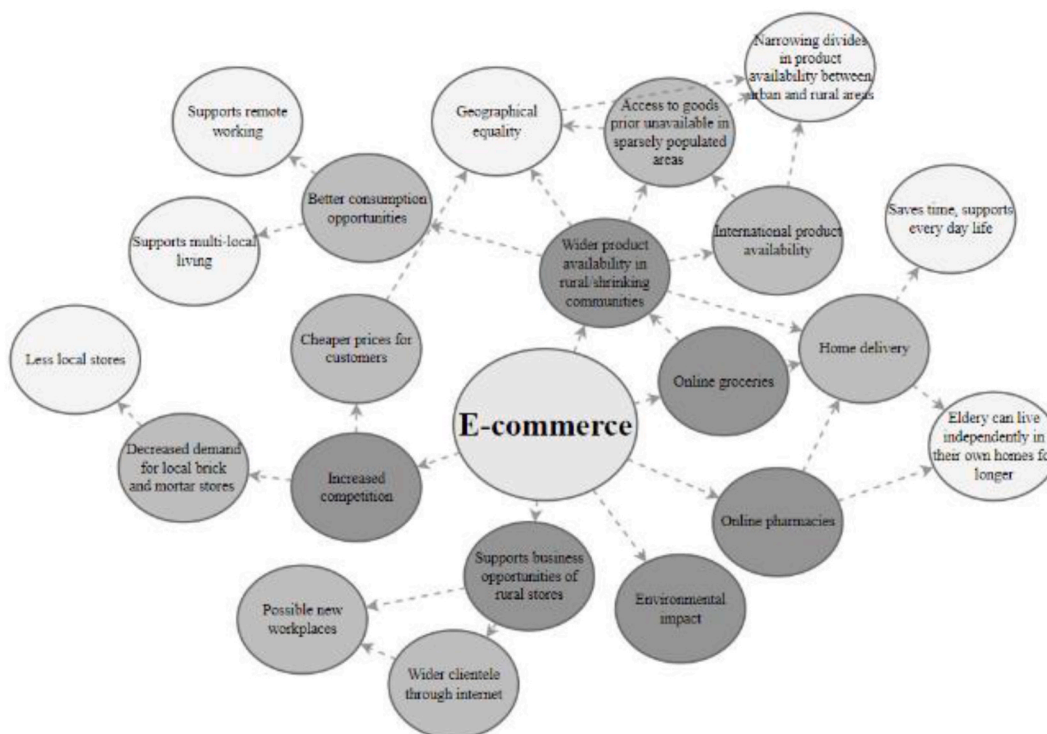 Narrowing divides
in product
availability between
urban and rural areas
Supports remote
working
Geographical
equality
Access to goods
prior unavailable in
sparsely populated
areas
Better consumption
opportunities
Saves time, supports
every day life
Supports multi-local
living
Wider product
availability in
rural/shrinking
communities
International product
availability
Cheaper prices for
customers
Home delivery
Less local stores
Online groceries
E-commerce
Eldery can live
independently in
their own homes for
longer
Decreased demand
for local brick
and mortar stores
Increased
competition
Online pharmacies
Supports business
opportunities of
rural stores
Environmental
impact
Possible new
workplaces
Wider clientele
through internet